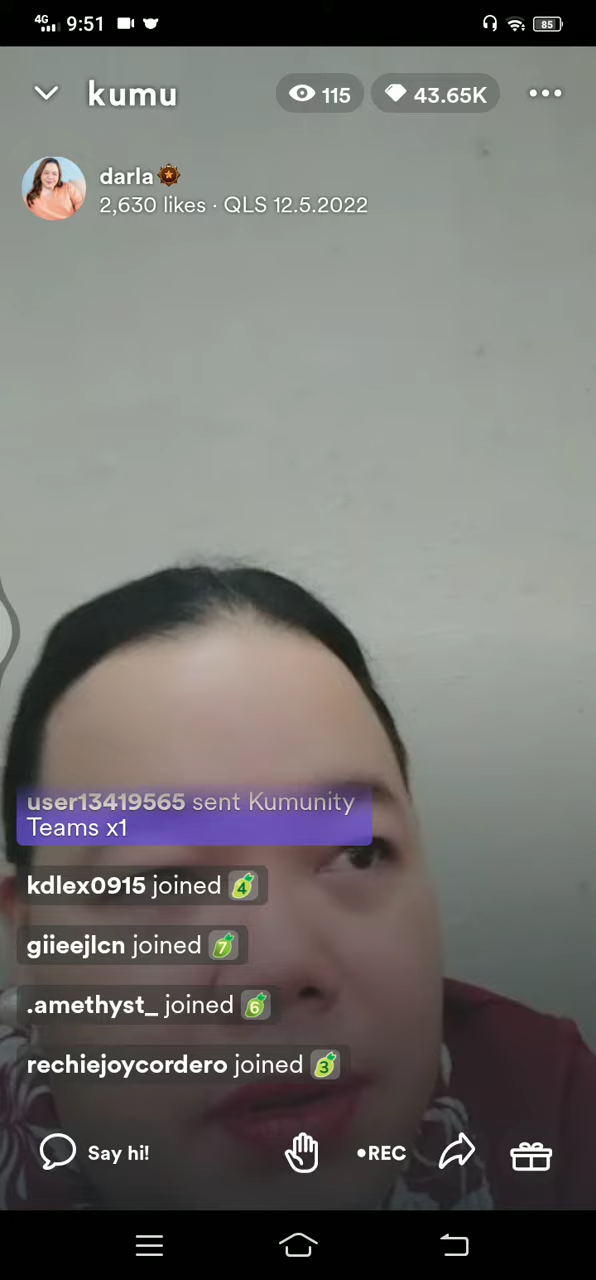 4G 9:51 85
kumu 115 43.65K
darla
2,630 likes · QLS 12.5.2022
user13419565 sent Kumunity
Teams x1
kdlex0915 joined 4
giieejlcn joined 7
.amethyst_ joined 6
rechiejoycordero joined 3
Say hi! •REC